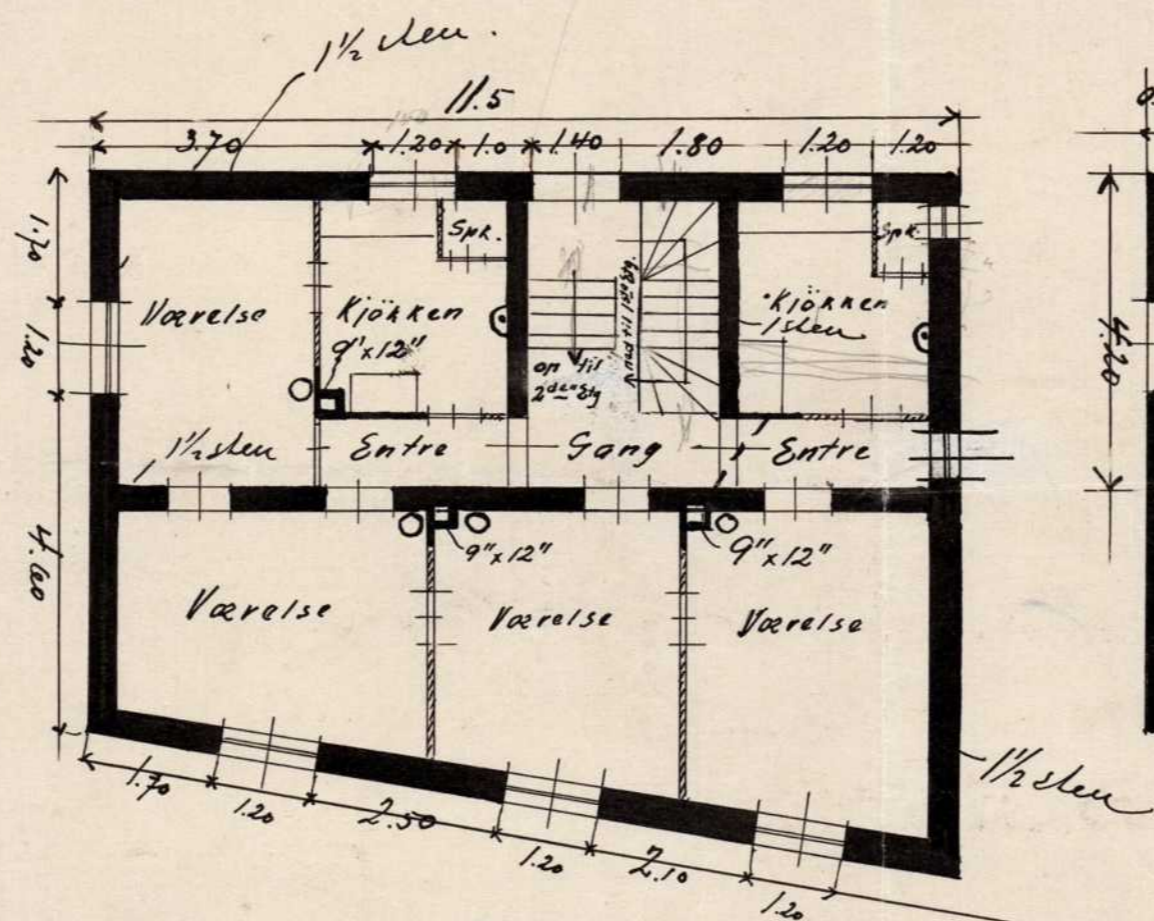 1½ sten.
11.5
3.70 1.20 1.0 1.40 1.80 1.20 1.20
1.70
1.20
4.60
4.20
Spk.
Spk.
Værelse
Kjökken
9"x12"
op til
2den Etg
Kjökken
1 sten
1½ sten
Entre
Gang
Entre
9"x12"
9"x12"
Værelse
Værelse
Værelse
1½ sten
1.70
1.20
2.50
1.20
2.10
1.20